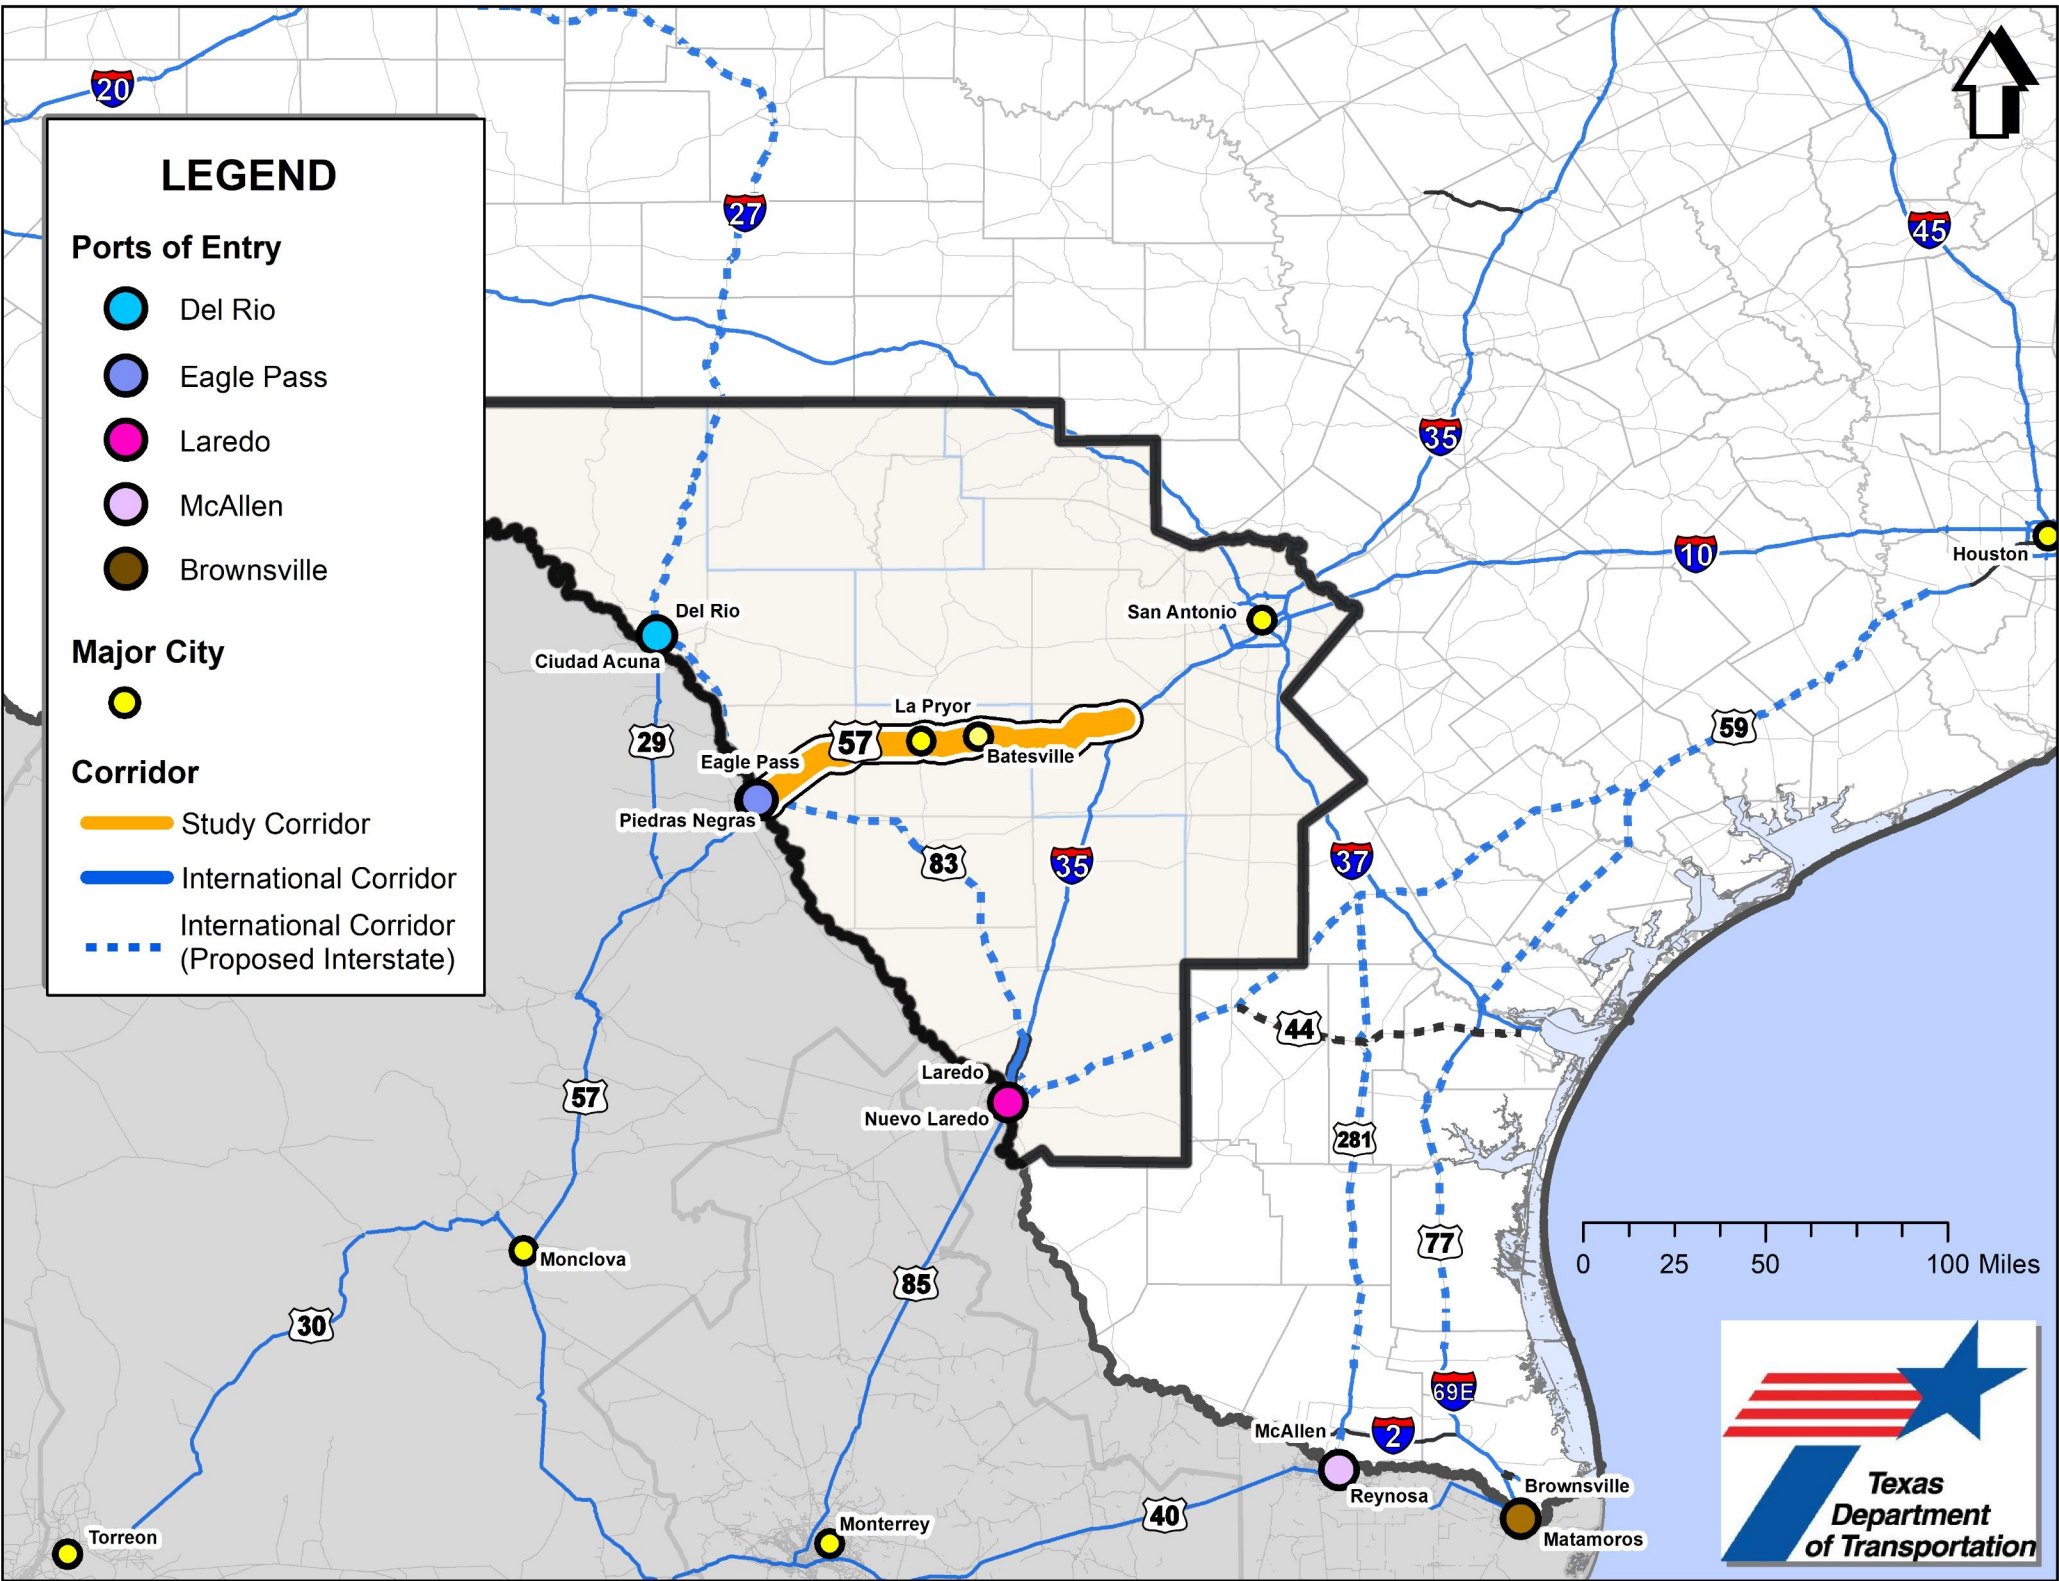 20
27
45
35
10
59
LEGEND
Ports of Entry
Del Rio
Eagle Pass
Laredo
McAllen
Brownsville
Major City
Corridor
Study Corridor
International Corridor
International Corridor
(Proposed Interstate)
Houston
San Antonio
Del Rio
Ciudad Acuna
29
La Pryor
57
Batesville
Eagle Pass
Piedras Negras
83
35
37
44
57
Laredo
Nuevo Laredo
281
77
85
Monclova
30
0 25 50 100 Miles
69E
2
McAllen
Reynosa
Brownsville
Matamoros
40
Monterrey
Torreon
Texas
Department
of Transportation